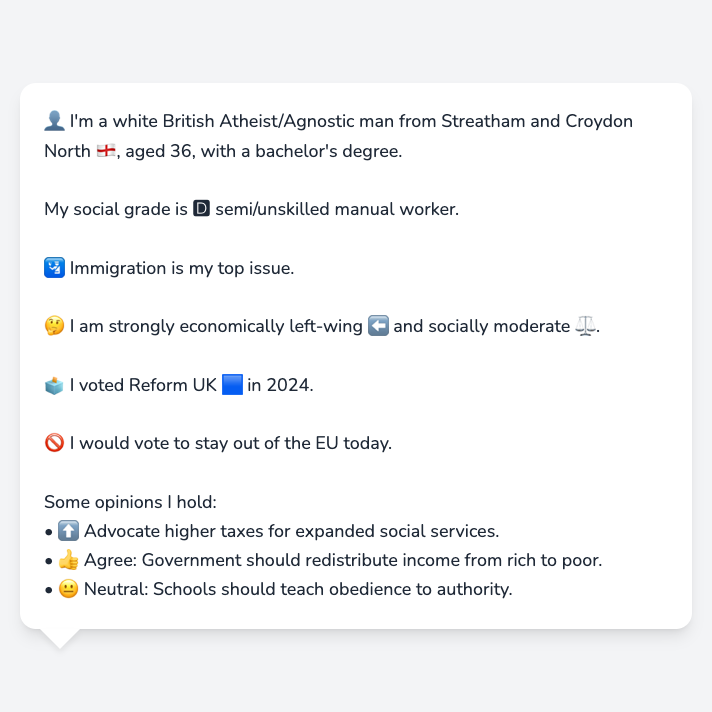 👤 I'm a white British Atheist/Agnostic man from Streatham and Croydon
North 🏴󠁧󠁢󠁥󠁮󠁧󠁿, aged 36, with a bachelor's degree.
My social grade is 🅳 semi/unskilled manual worker.
🛂 Immigration is my top issue.
🤔 I am strongly economically left-wing ⬅️ and socially moderate ⚖️.
🗳️ I voted Reform UK 🟦 in 2024.
🚫 I would vote to stay out of the EU today.
Some opinions I hold:
• ⬆️ Advocate higher taxes for expanded social services.
• 👍 Agree: Government should redistribute income from rich to poor.
• 😐 Neutral: Schools should teach obedience to authority.